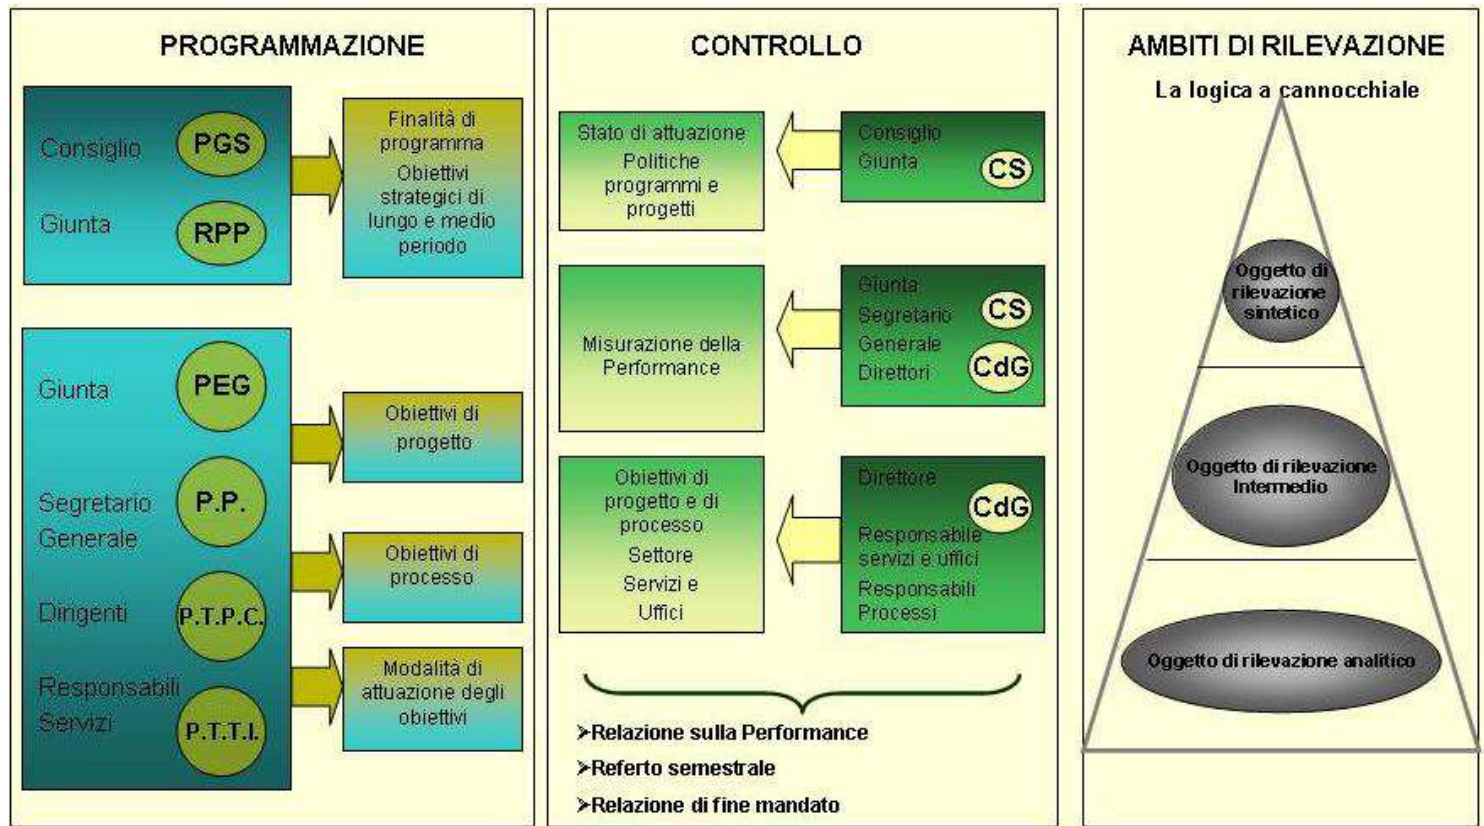 PROGRAMMAZIONE
Consiglio
PGS
Giunta
RPP
Finalità di
programma
Obiettivi
strategici di
lungo e medio
periodo
Giunta
PEG
Segretario
Generale
P.P.
Dirigenti
P.T.P.C.
Responsabili
Servizi
P.T.T.I.
Obiettivi di
progetto
Obiettivi di
processo
Modalità di
attuazione degli
obiettivi
CONTROLLO
Stato di attuazione
Politiche
programmi e
progetti
Consiglio
Giunta
CS
Misurazione della
Performance
Giunta
Segretario
Generale
Direttori
CS
CdG
Obiettivi di
progetto e di
processo
Settore
Servizi e
Uffici
Direttore
CdG
Responsabile
servizi e uffici
Responsabili
Processi
➢Relazione sulla Performance
➢Referto semestrale
➢Relazione di fine mandato
AMBITI DI RILEVAZIONE
La logica a cannocchiale
Oggetto di
rilevazione
sintetico
Oggetto di rilevazione
Intermedio
Oggetto di rilevazione analitico